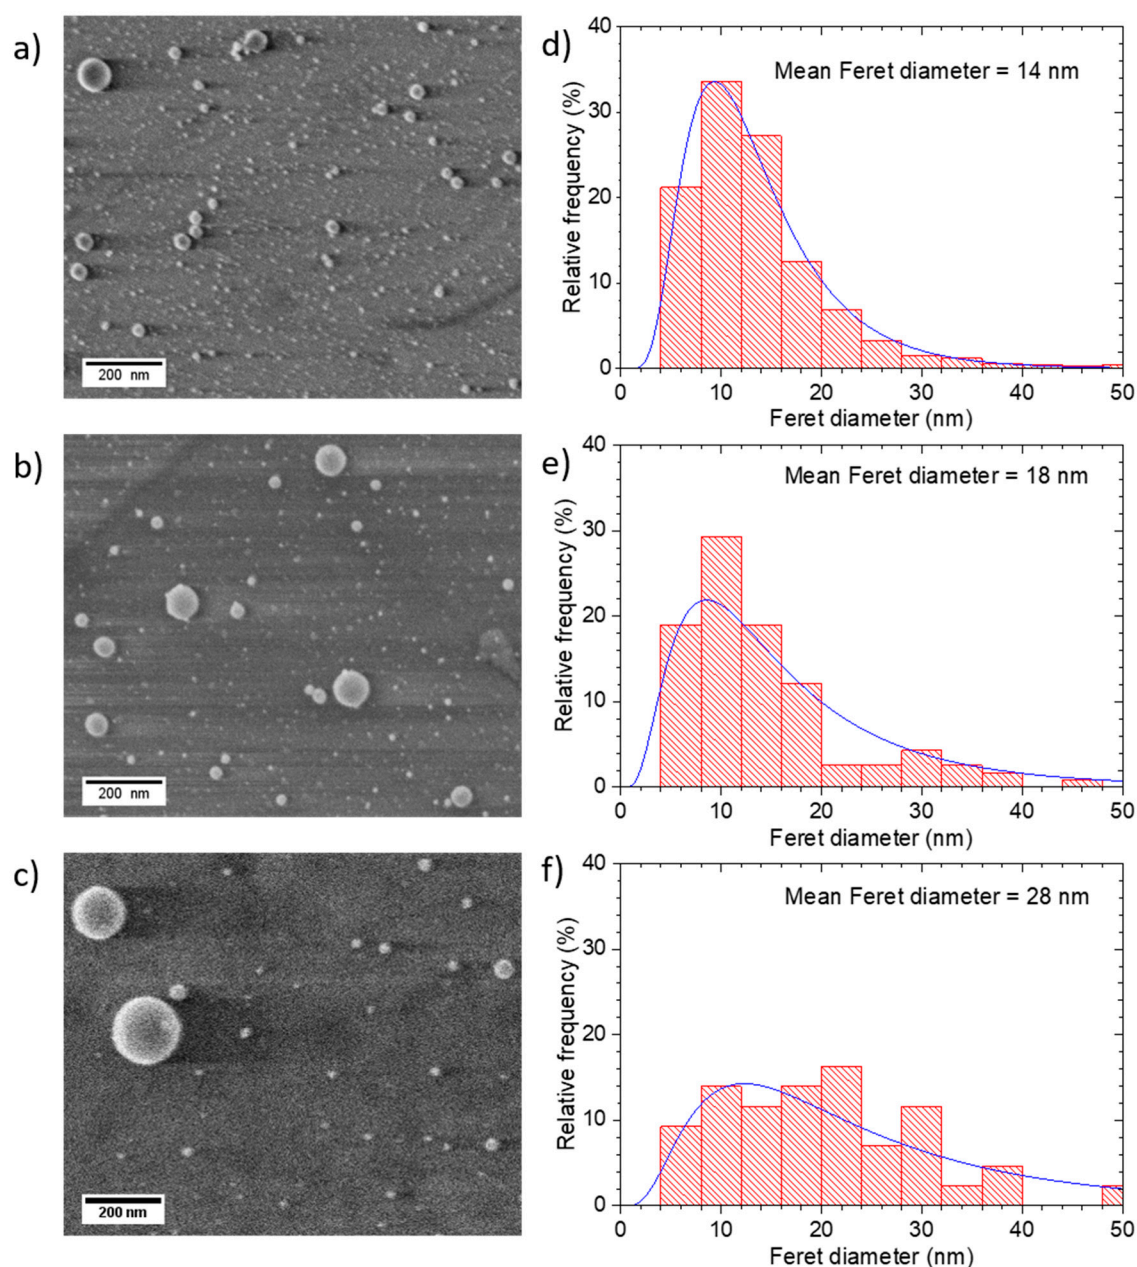 a)
200 nm
d)
Mean Feret diameter = 14 nm
Relative frequency (%)
40
30
20
10
0
0 10 20 30 40 50
Feret diameter (nm)
b)
200 nm
e)
Mean Feret diameter = 18 nm
Relative frequency (%)
40
30
20
10
0
0 10 20 30 40 50
Feret diameter (nm)
c)
200 nm
f)
Mean Feret diameter = 28 nm
Relative frequency (%)
40
30
20
10
0
0 10 20 30 40 50
Feret diameter (nm)